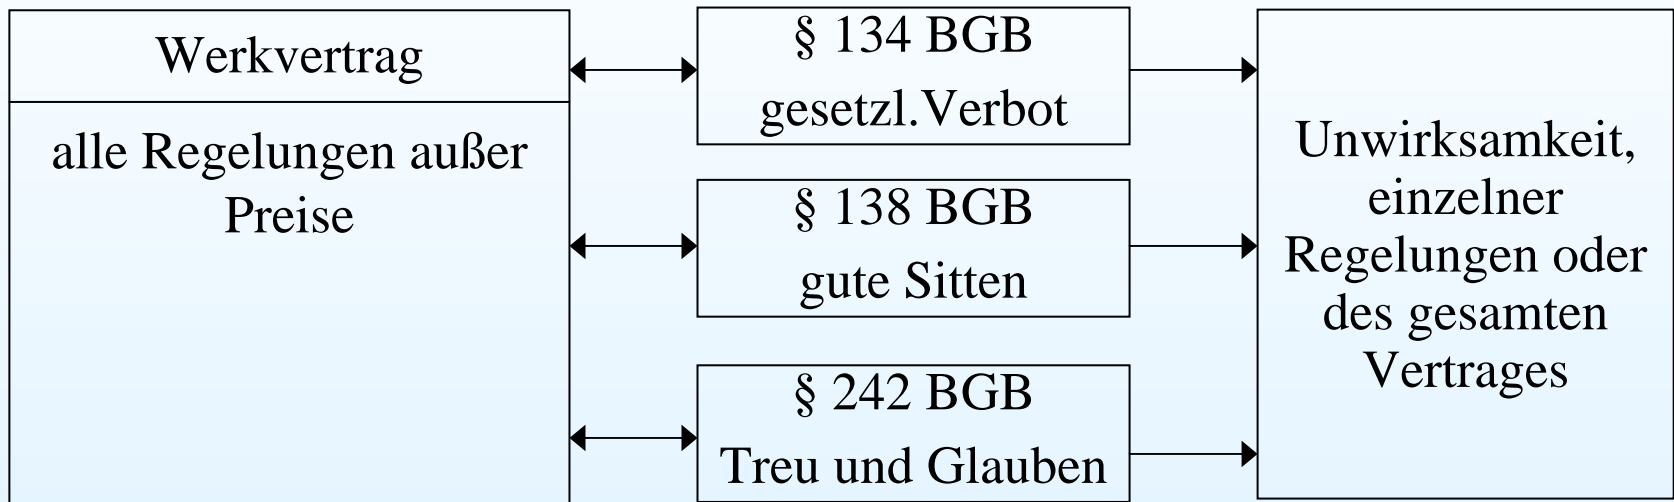 Werkvertrag
alle Regelungen außer
Preise
§ 134 BGB
gesetzl.Verbot
§ 138 BGB
gute Sitten
§ 242 BGB
Treu und Glauben
Unwirksamkeit,
einzelner
Regelungen oder
des gesamten
Vertrages